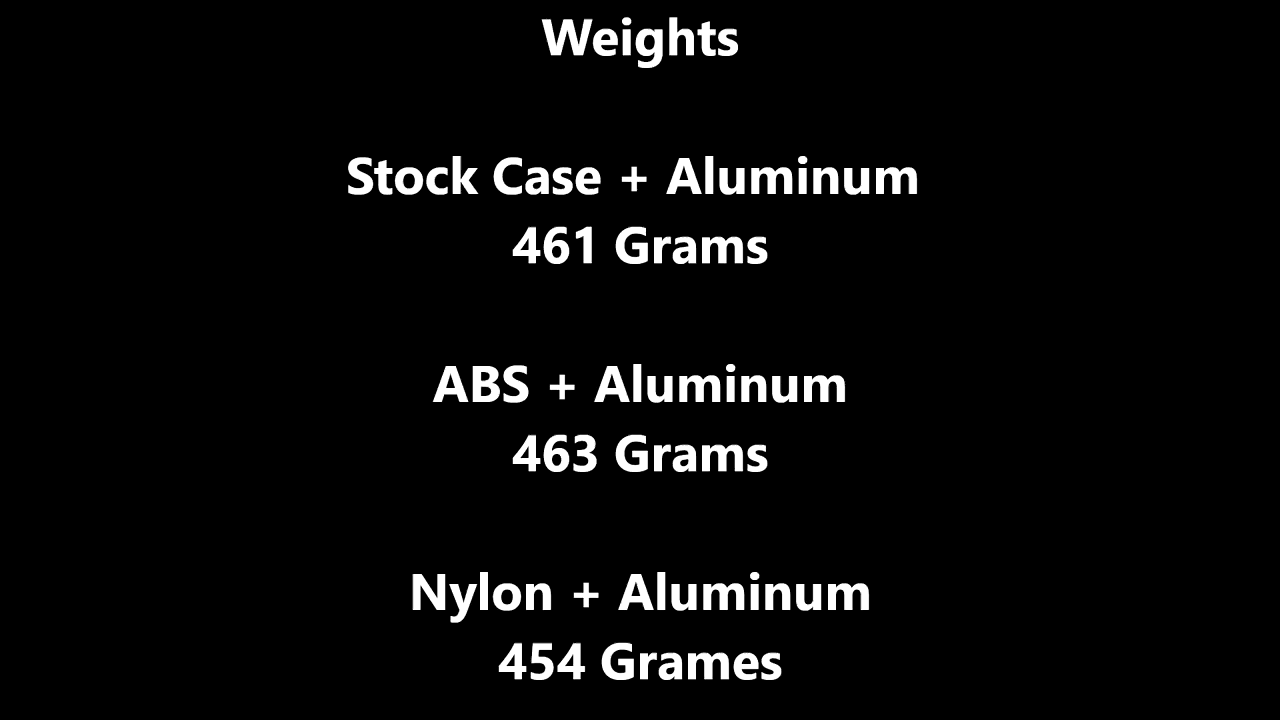 Weights
Stock Case + Aluminum
461 Grams
ABS + Aluminum
463 Grams
Nylon + Aluminum
454 Grames